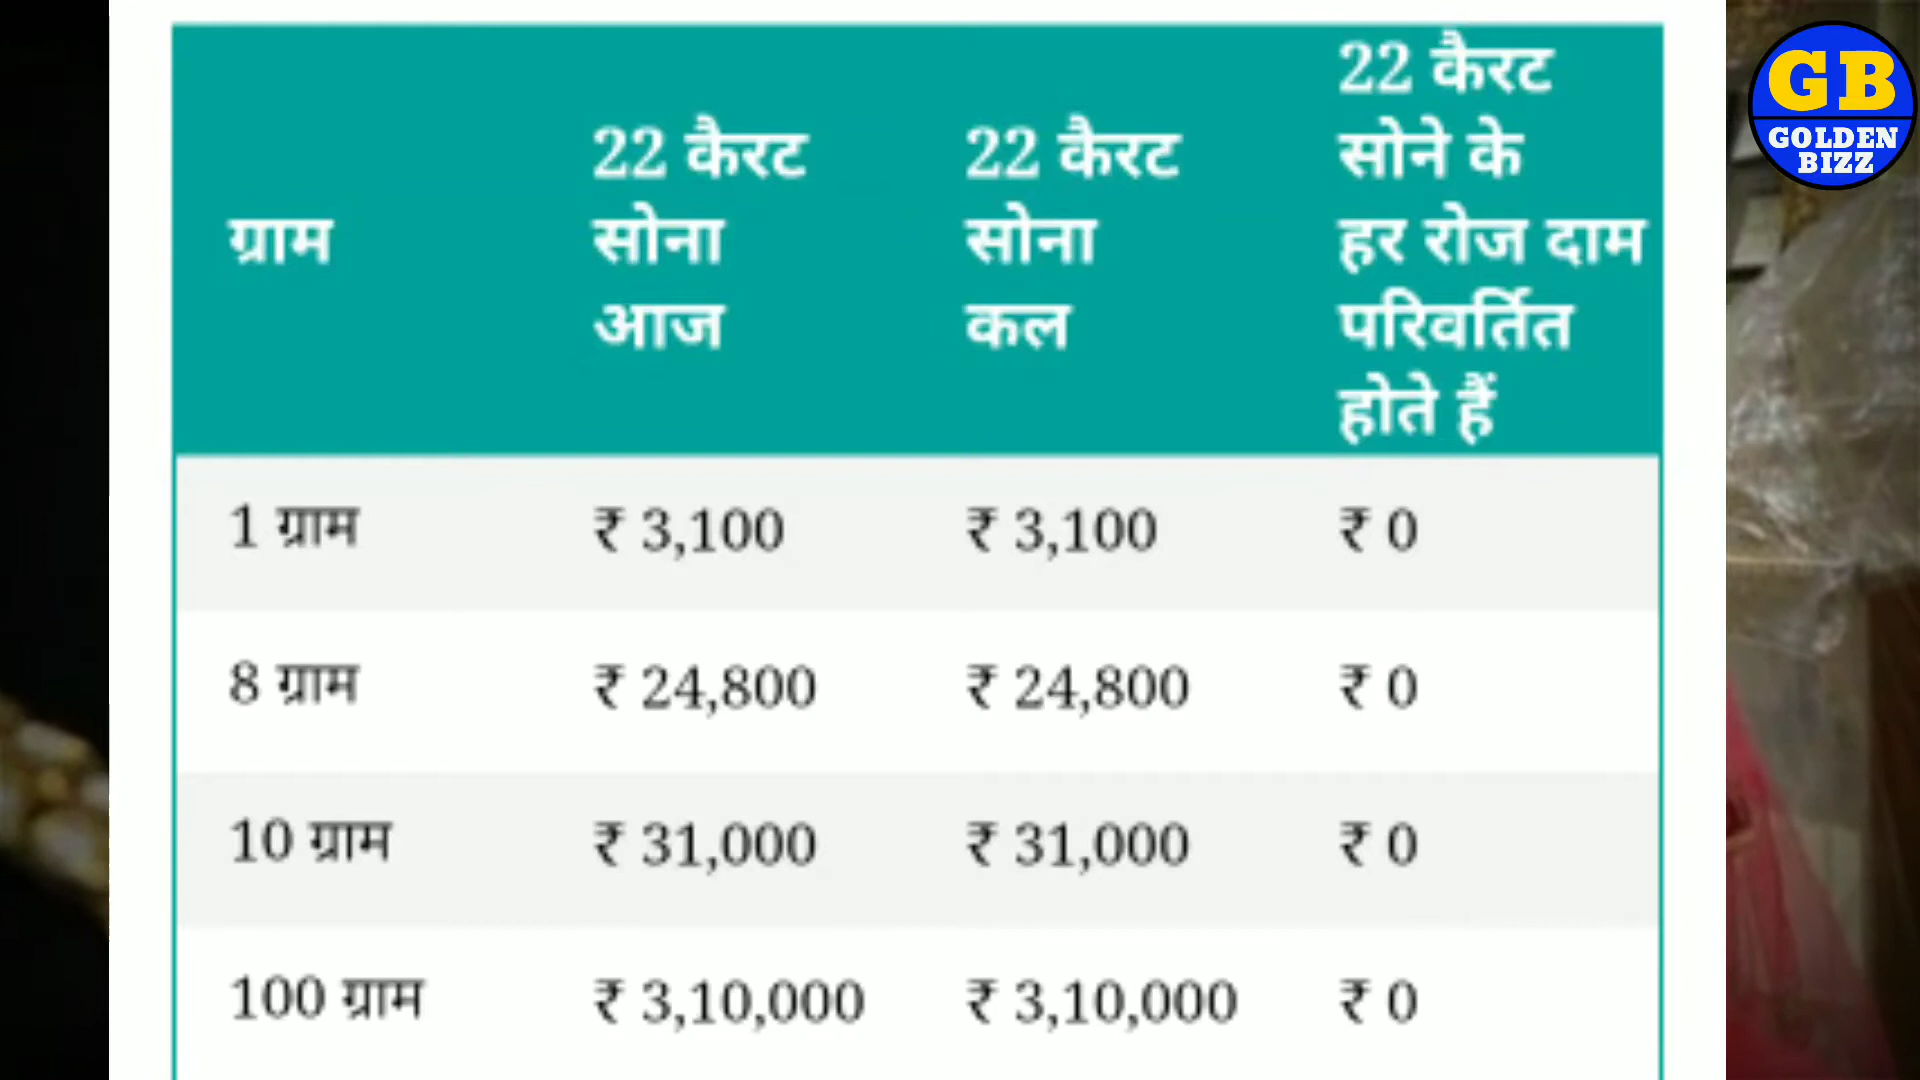 ग्राम
22 कैरट
सोना
आज
22 कैरट
सोना
कल
22 कैरट
सोने के
हर रोज दाम
परिवर्तित
होते हैं
1 ग्राम ₹ 3,100 ₹ 3,100 ₹ 0
8 ग्राम ₹ 24,800 ₹ 24,800 ₹ 0
10 ग्राम ₹ 31,000 ₹ 31,000 ₹ 0
100 ग्राम ₹ 3,10,000 ₹ 3,10,000 ₹ 0
GB
GOLDEN
BIZZ